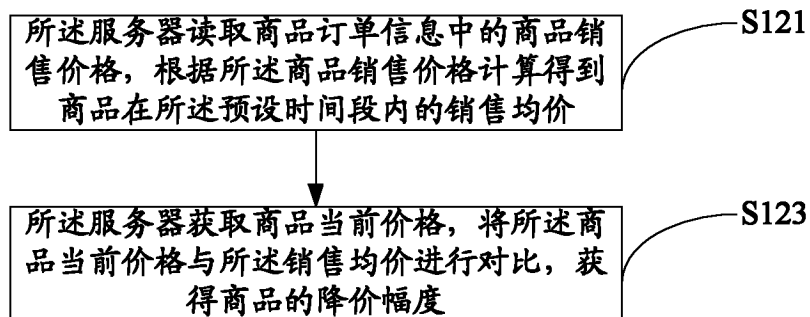 所述服务器读取商品订单信息中的商品销
售价格，根据所述商品销售价格计算得到
商品在所述预设时间段内的销售均价
S121
所述服务器获取商品当前价格，将所述商
品当前价格与所述销售均价进行对比，获
得商品的降价幅度
S123